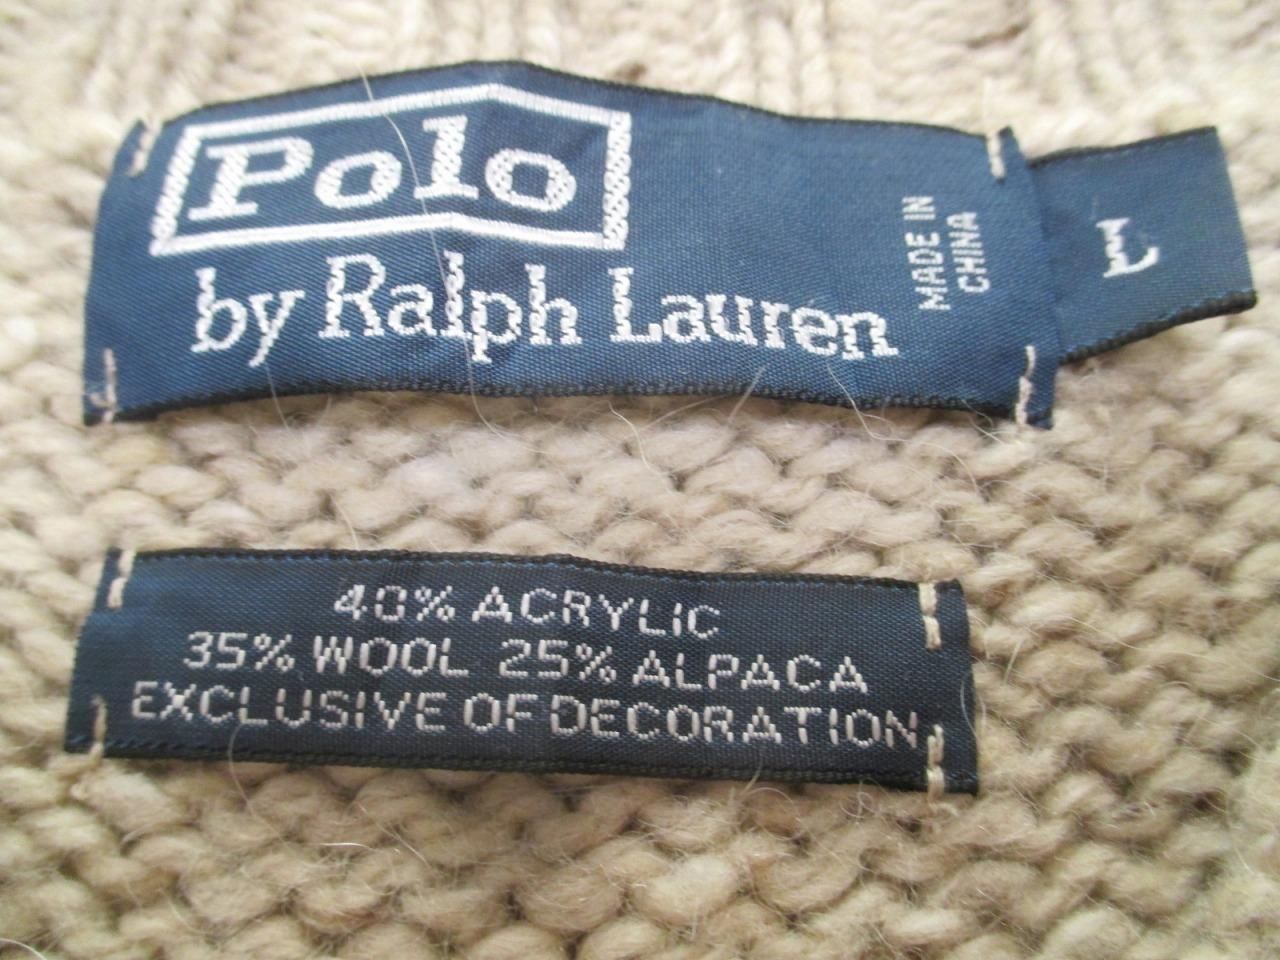 Polo
by Ralph Lauren
MADE IN
CHINA
L
40% ACRYLIC
35% WOOL 25% ALPACA
EXCLUSIVE OF DECORATION